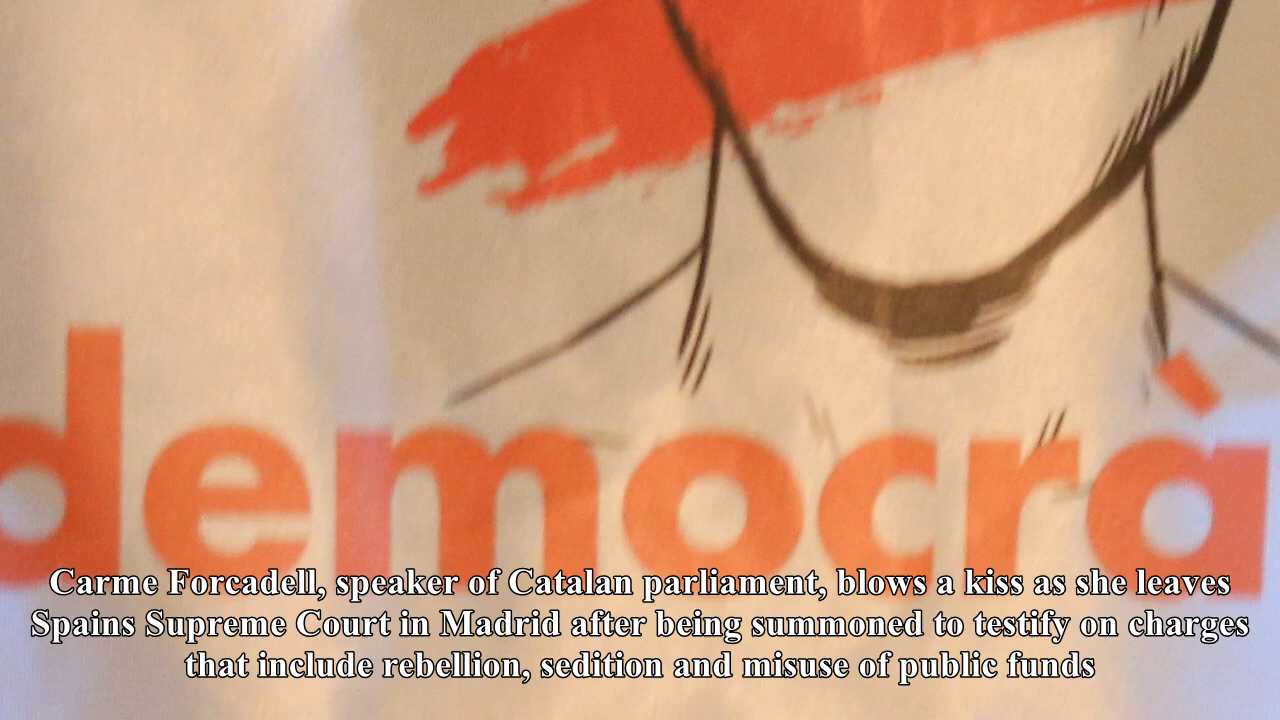 democrà
Carme Forcadell, speaker of Catalan parliament, blows a kiss as she leaves
Spains Supreme Court in Madrid after being summoned to testify on charges
that include rebellion, sedition and misuse of public funds